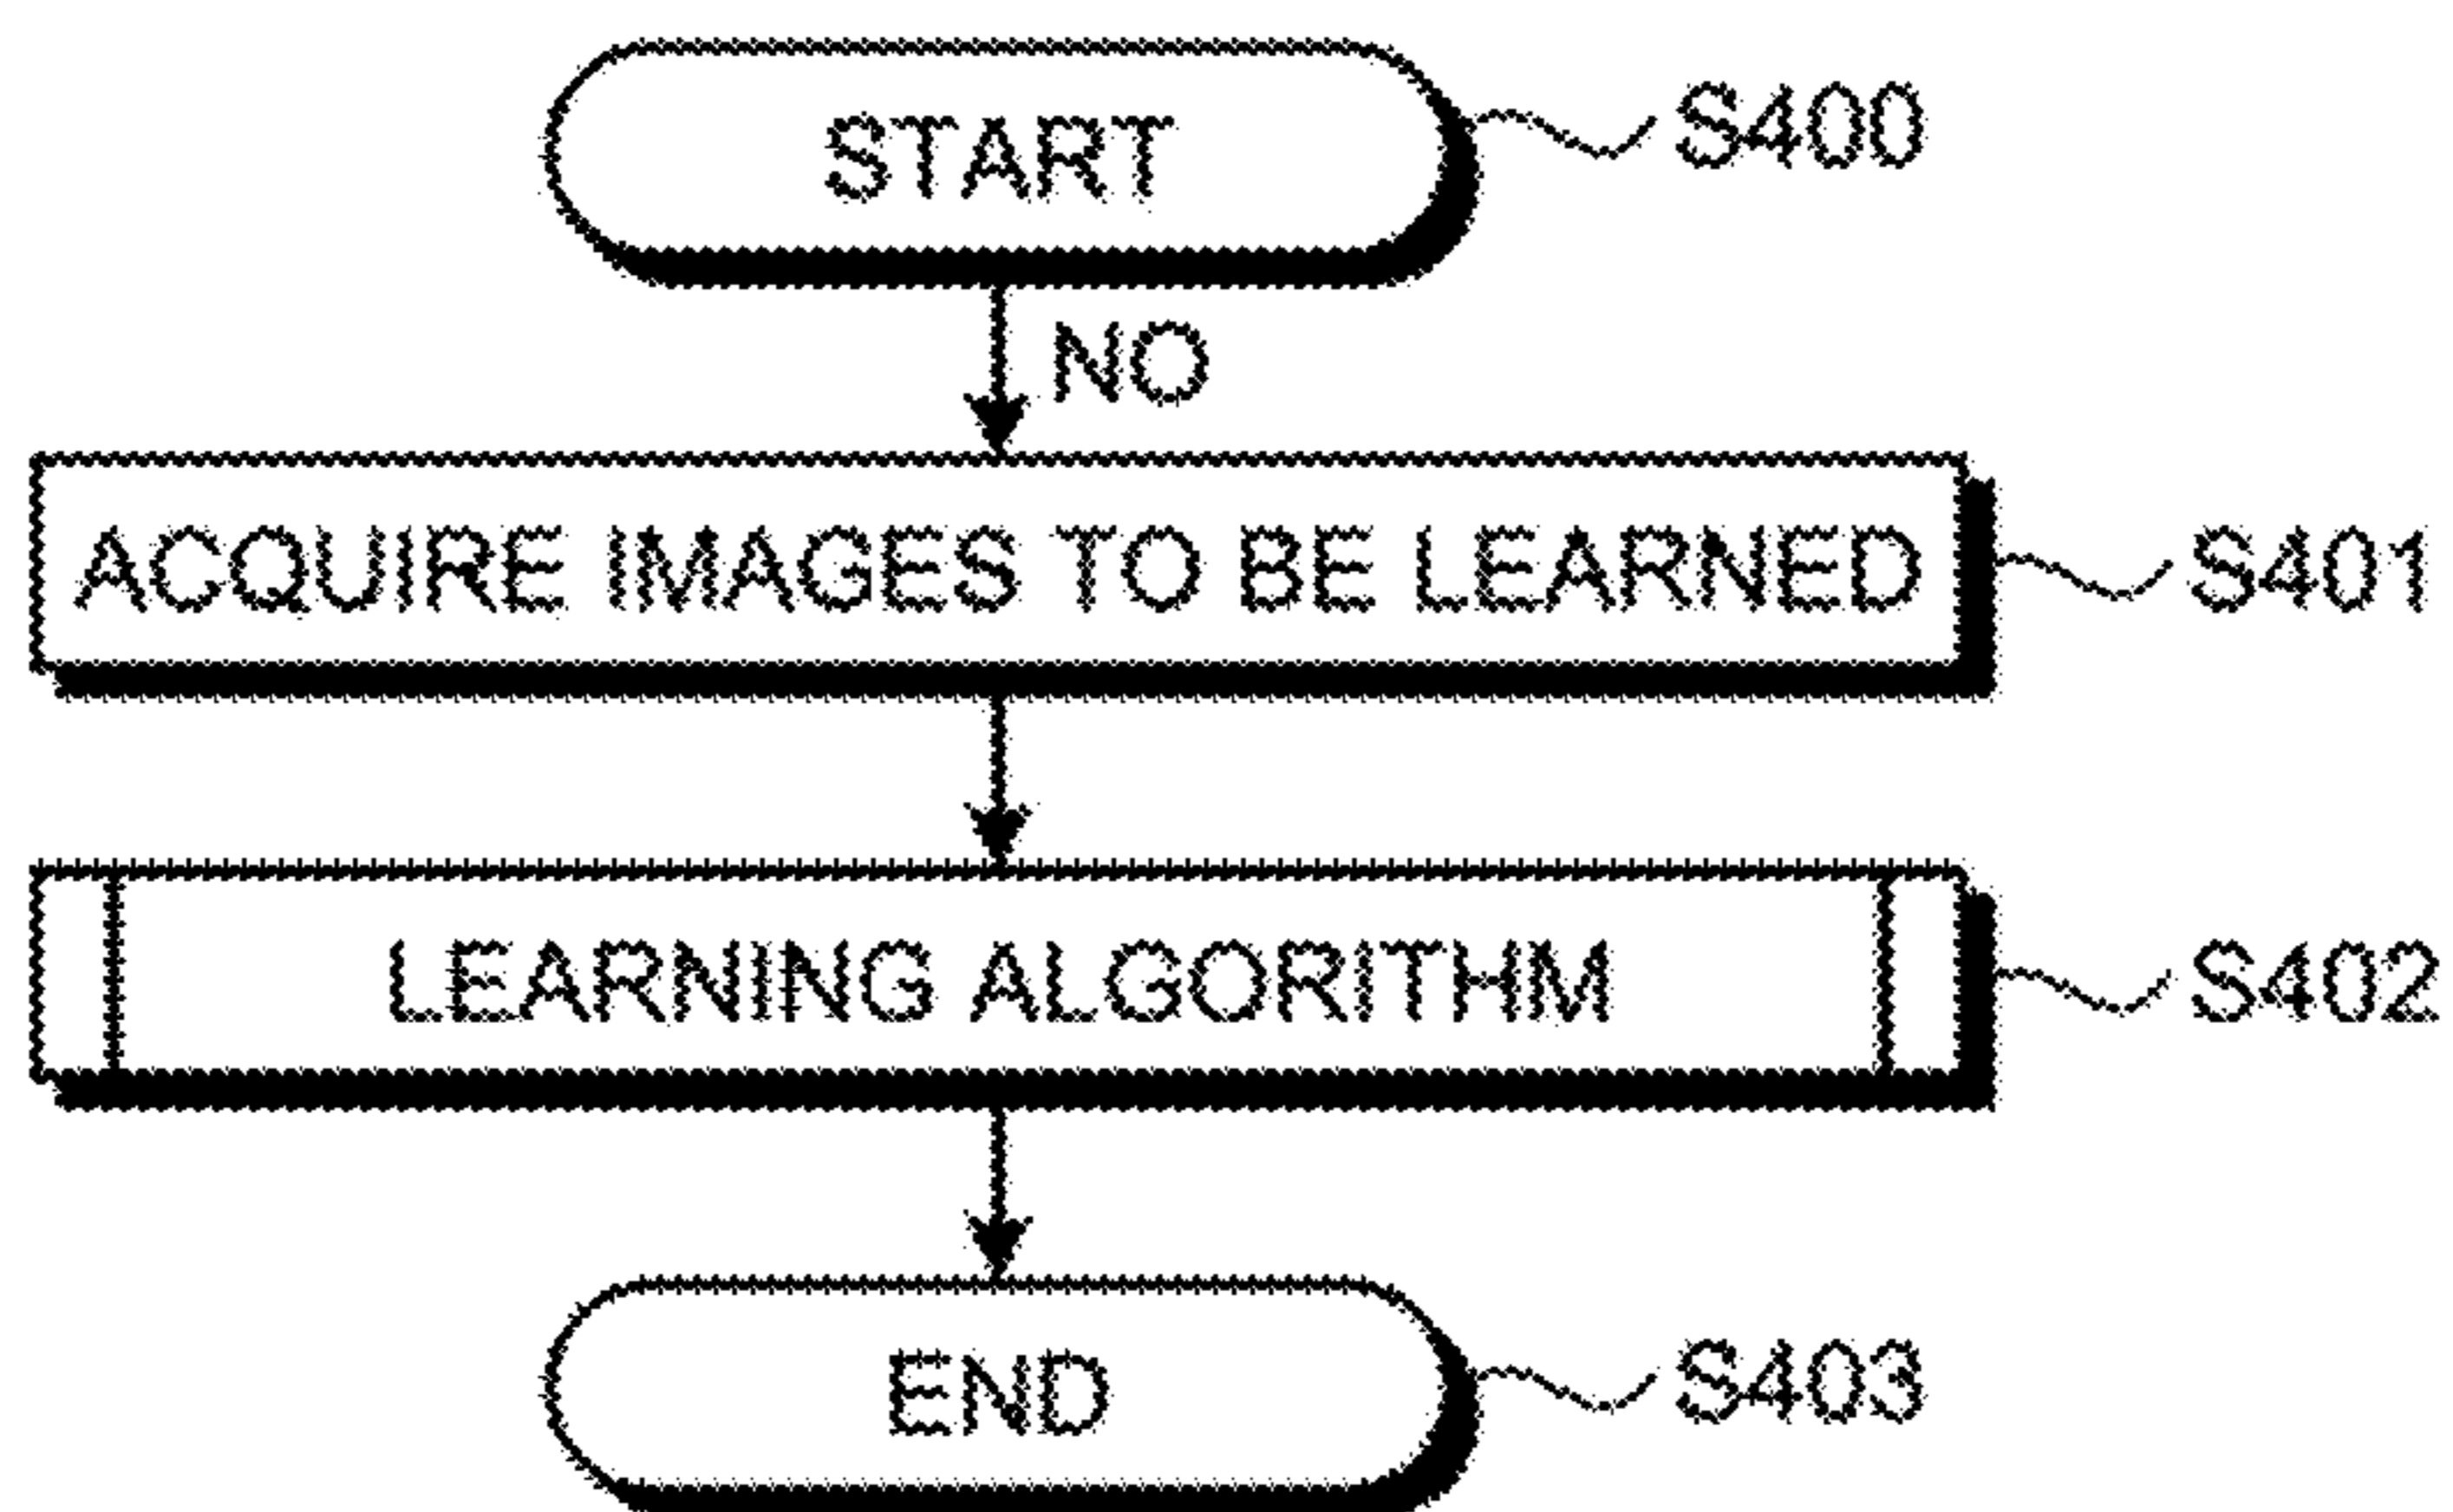 START S400
NO
ACQUIRE IMAGES TO BE LEARNED S401
LEARNING ALGORITHM S402
END S403